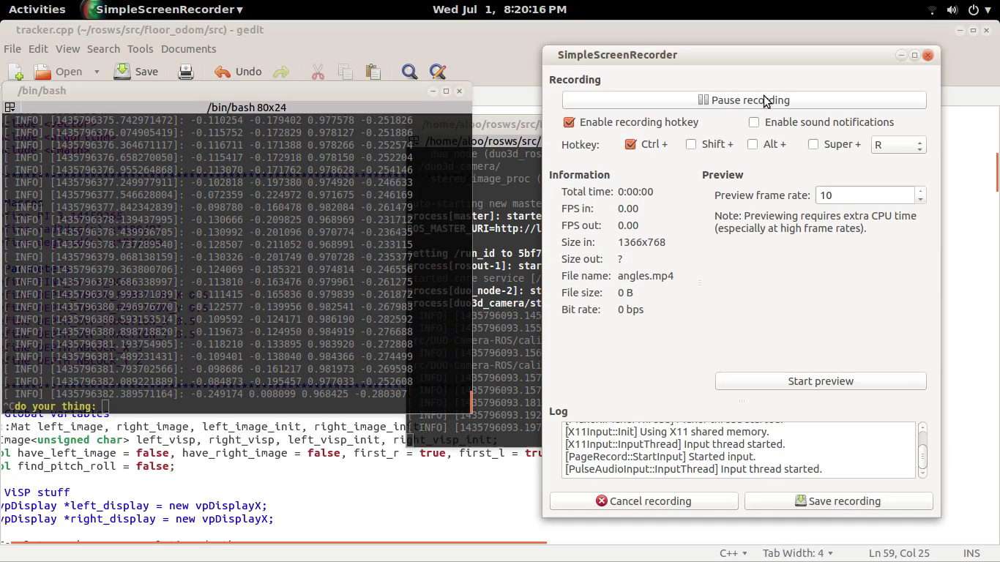 Activities
SimpleScreenRecorder ▾
Wed Jul 1, 8:20:16 PM
tracker.cpp (~/rosws/src/floor_odom/src) - gedit
File Edit View Search Tools Documents
Open Save Undo
/bin/bash
/bin/bash 80x24
[ INFO] [1435796375.742971472]: -0.110254 -0.179402 0.977578 -0.251826
[ INFO] [1435796376.074905419]: -0.115752 -0.172829 0.978127 -0.251886
[ INFO] [1435796376.364671117]: -0.116711 -0.171388 0.978266 -0.252574
[ INFO] [1435796376.658270050]: -0.115417 -0.172918 0.978150 -0.252204
[ INFO] [1435796376.955264868]: -0.113070 -0.171762 0.978628 -0.254146
[ INFO] [1435796377.249977911]: -0.102818 -0.197380 0.974920 -0.246633
[ INFO] [1435796377.546628004]: -0.072359 -0.224972 0.971675 -0.246169
[ INFO] [1435796377.842342839]: -0.098780 -0.160478 0.982084 -0.261479
[ INFO] [1435796378.139437995]: -0.130666 -0.209825 0.968969 -0.231712
[ INFO] [1435796378.439936705]: -0.130992 -0.201096 0.970774 -0.236435
[ INFO] [1435796378.737289540]: -0.128507 -0.211052 0.968991 -0.233115
[ INFO] [1435796379.068138159]: -0.130326 -0.201749 0.970728 -0.235377
[ INFO] [1435796379.363800706]: -0.124069 -0.185321 0.974814 -0.246556
[ INFO] [1435796379.686338997]: -0.113810 -0.163476 0.979961 -0.261275
[ INFO] [1435796379.993371089]: -0.111415 -0.165836 0.979859 -0.261872
[ INFO] [1435796380.296976770]: -0.122577 -0.139956 0.982541 -0.267983
[ INFO] [1435796380.593153514]: -0.109592 -0.124171 0.986190 -0.282592
[ INFO] [1435796380.898718820]: -0.119673 -0.124950 0.984919 -0.276688
[ INFO] [1435796381.193754905]: -0.118210 -0.133895 0.983920 -0.272808
[ INFO] [1435796381.489231431]: -0.109401 -0.138040 0.984366 -0.274499
[ INFO] [1435796381.793702566]: -0.098686 -0.161217 0.981973 -0.269598
[ INFO] [1435796382.089221889]: -0.084873 -0.195457 0.977033 -0.252608
[ INFO] [1435796382.389571164]: -0.249174 0.008099 0.968425 -0.280307
^Cdo your thing:
/home/aloo/rosws/src/
duo_node (duo3d_ros
/duo3d_camera/
stereo_image_proc (
auto-starting new master
process[master]: starte
ROS_MASTER_URI=http://l
setting /run_id to 5bf7
process[rosout-1]: star
started core service [/
process[duo_node-2]: st
process[duo3d_camera/st
[ INFO] [1435796093.145
[ INFO] [1435796093.155
src/DUO-Camera-ROS/cali
[ INFO] [1435796093.156
src/DUO-Camera-ROS/cali
[ INFO] [1435796093.157
[ INFO] [1435796093.157
[ INFO] [1435796093.181
[ INFO] [1435796093.192
[ INFO] [1435796093.197
Global variables
::Mat left_image, right_image, left_image_init, right_image_init;
Image<unsigned char> left_visp, right_visp, left_visp_init, right_visp_init;
ol have_left_image = false, have_right_image = false, first_r = true, first_l = tru
ol find_pitch_roll = false;
ViSP stuff
vpDisplay *left_display = new vpDisplayX;
vpDisplay *right_display = new vpDisplayX;
C++ ▾ Tab Width: 4 ▾ Ln 59, Col 25 INS
SimpleScreenRecorder
Recording
Pause recording
Enable recording hotkey Enable sound notifications
Hotkey: Ctrl + Shift + Alt + Super + R
Information
Total time: 0:00:00
FPS in: 0.00
FPS out: 0.00
Size in: 1366x768
Size out: ?
File name: angles.mp4
File size: 0 B
Bit rate: 0 bps
Preview
Preview frame rate: 10
Note: Previewing requires extra CPU time
(especially at high frame rates).
Start preview
Log
[X11Input::Init] Using X11 shared memory.
[X11Input::InputThread] Input thread started.
[PageRecord::StartInput] Started input.
[PulseAudioInput::InputThread] Input thread started.
Cancel recording
Save recording